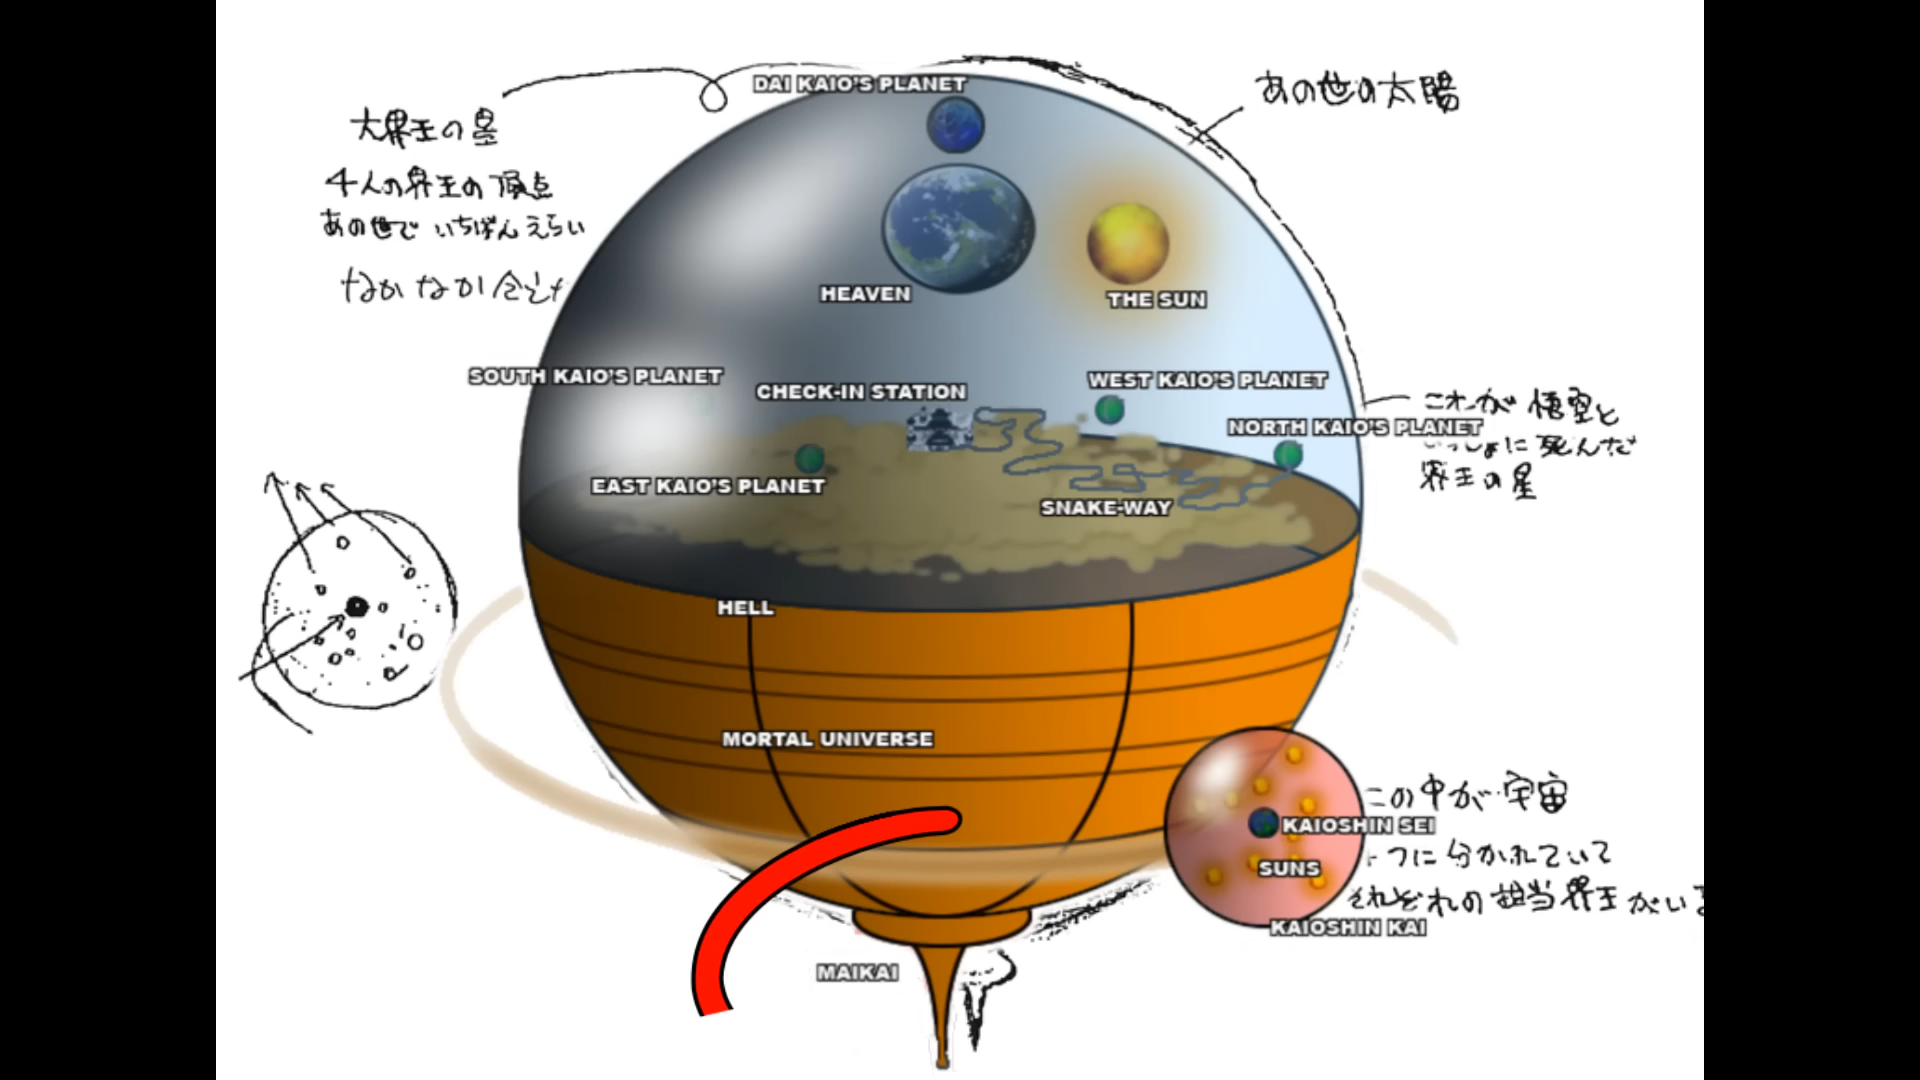 DAI KAIO'S PLANET
あの世の太陽
大界王の星
4人の界王の頂点
あの世で いちばんえらい
なかなか会え
HEAVEN
THE SUN
SOUTH KAIO'S PLANET
CHECK-IN STATION
WEST KAIO'S PLANET
これが 悟空と
NORTH KAIO'S PLANET
いっしょに 死んだ
界王の星
EAST KAIO'S PLANET
SNAKE-WAY
HELL
MORTAL UNIVERSE
この中が宇宙
KAIOSHIN SEI
つに分かれていて
SUNS
それぞれの担当界王がいる
KAIOSHIN KAI
MAIKAI